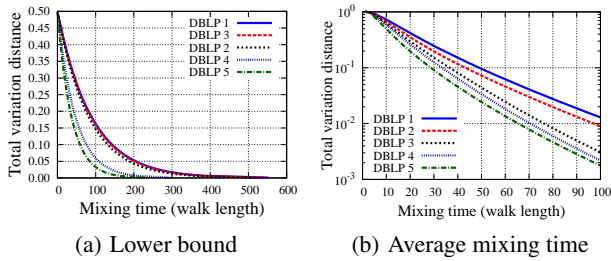 Total variation distance
0.50
0.45
0.40
0.35
0.30
0.25
0.20
0.15
0.10
0.05
0.00
DBLP 1
DBLP 3
DBLP 2
DBLP 4
DBLP 5
0 100 200 300 400 500 600
Mixing time (walk length)
(a) Lower bound
Total variation distance
10^0
10^-1
10^-2
10^-3
DBLP 1
DBLP 2
DBLP 3
DBLP 4
DBLP 5
0 10 20 30 40 50 60 70 80 90 100
Mixing time (walk length)
(b) Average mixing time